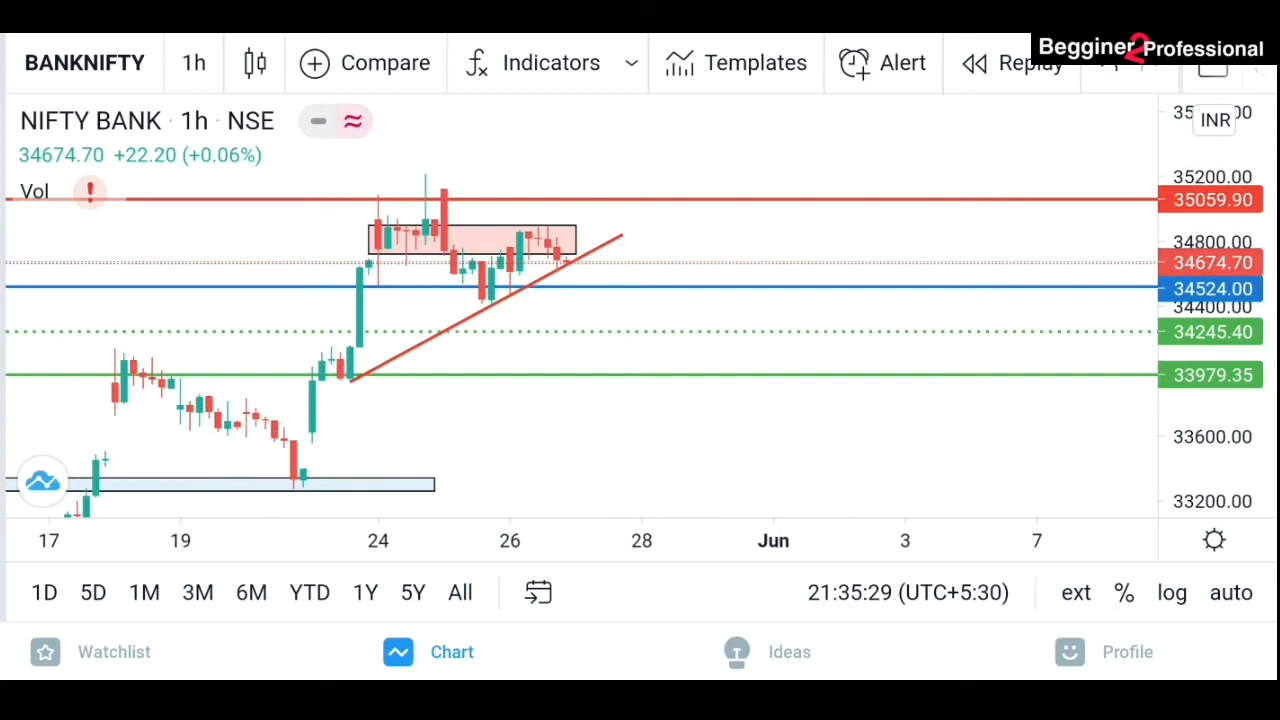 BANKNIFTY 1h Compare Indicators Templates Alert Replay
Begginer2Professional
NIFTY BANK · 1h · NSE
34674.70 +22.20 (+0.06%)
Vol
INR
35200.00
35059.90
34800.00
34674.70
34524.00
34400.00
34245.40
33979.35
33600.00
33200.00
17 19 24 26 28 Jun 3 7
1D 5D 1M 3M 6M YTD 1Y 5Y All 21:35:29 (UTC+5:30) ext % log auto
Watchlist Chart Ideas Profile